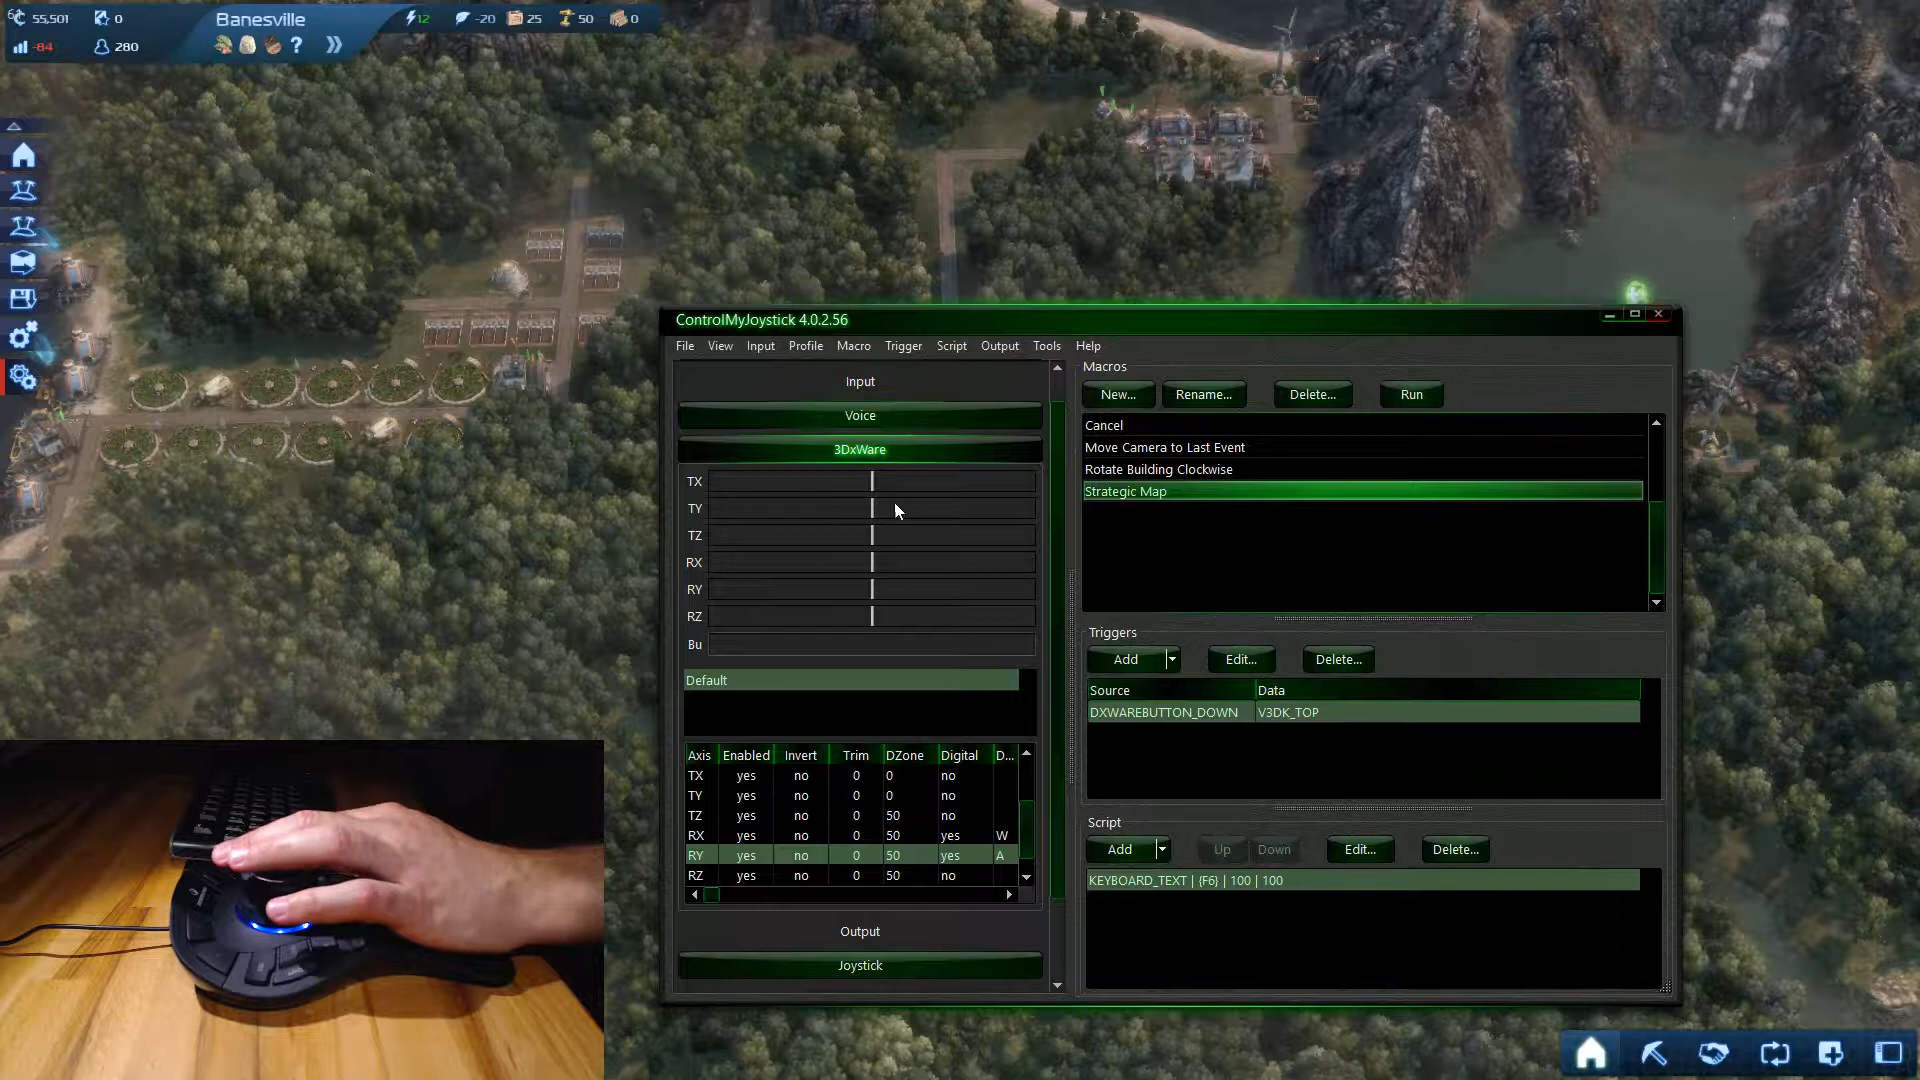 55,501 0 Banesville 12 -20 25 50 0
-84 280 ?
ControlMyJoystick 4.0.2.56
File View Input Profile Macro Trigger Script Output Tools Help
Input
Voice
3DxWare
TX
TY
TZ
RX
RY
RZ
Bu
Default
Axis Enabled Invert Trim DZone Digital D...
TX yes no 0 0 no
TY yes no 0 0 no
TZ yes no 0 50 no
RX yes no 0 50 yes W
RY yes no 0 50 yes A
RZ yes no 0 50 no
Output
Joystick
Macros
New... Rename... Delete... Run
Cancel
Move Camera to Last Event
Rotate Building Clockwise
Strategic Map
Triggers
Add Edit... Delete...
Source Data
DXWAREBUTTON_DOWN V3DK_TOP
Script
Add Up Down Edit... Delete...
KEYBOARD_TEXT | {F6} | 100 | 100